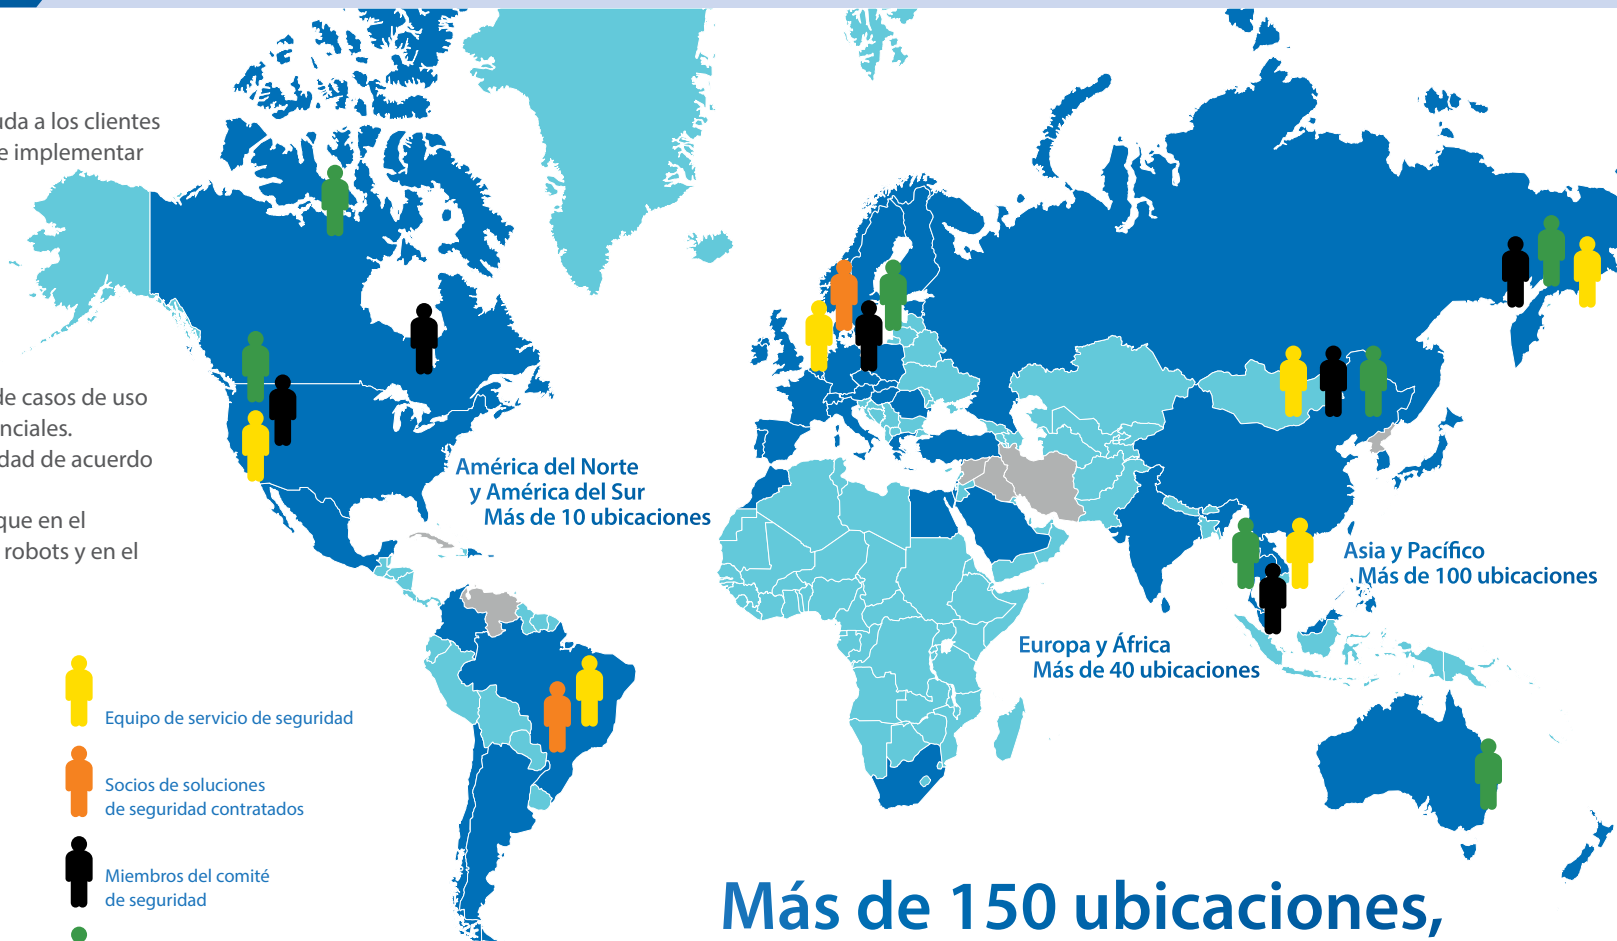 uda a los clientes
e implementar
de casos de uso
nciales.
dad de acuerdo
que en el
robots y en el
América del Norte
y América del Sur
Más de 10 ubicaciones
Asia y Pacífico
Más de 100 ubicaciones
Europa y África
Más de 40 ubicaciones
Equipo de servicio de seguridad
Socios de soluciones
de seguridad contratados
Miembros del comité
de seguridad
Más de 150 ubicaciones,